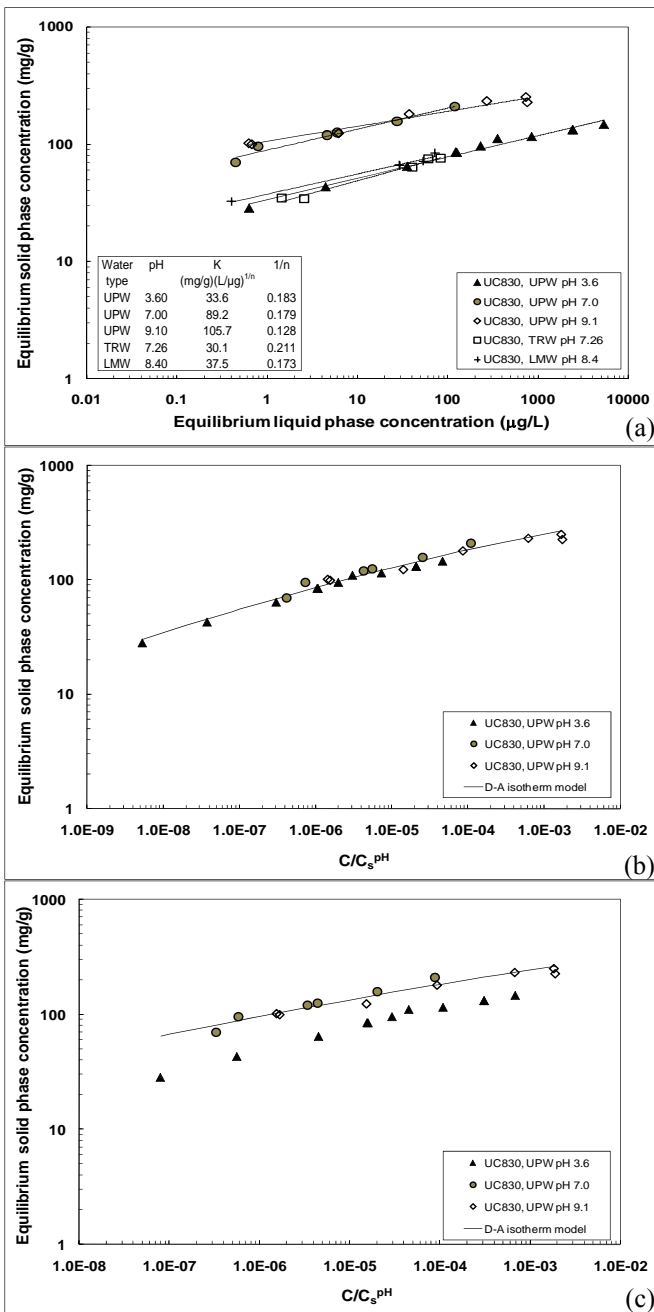 1000
100
10
1
Equilibrium solid phase concentration (mg/g)
Water pH K 1/n
type (mg/g)(L/µg)^1/n
UPW 3.60 33.6 0.183
UPW 7.00 89.2 0.179
UPW 9.10 105.7 0.128
TRW 7.26 30.1 0.211
LMW 8.40 37.5 0.173
UC830, UPW pH 3.6
UC830, UPW pH 7.0
UC830, UPW pH 9.1
UC830, TRW pH 7.26
UC830, LMW pH 8.4
0.01 0.1 1 10 100 1000 10000
Equilibrium liquid phase concentration (µg/L)
(a)
1000
100
10
1
Equilibrium solid phase concentration (mg/g)
UC830, UPW pH 3.6
UC830, UPW pH 7.0
UC830, UPW pH 9.1
D-A isotherm model
1.0E-09 1.0E-08 1.0E-07 1.0E-06 1.0E-05 1.0E-04 1.0E-03 1.0E-02
C/Cs^pH
(b)
1000
100
10
1
Equilibrium solid phase concentration (mg/g)
UC830, UPW pH 3.6
UC830, UPW pH 7.0
UC830, UPW pH 9.1
D-A isotherm model
1.0E-08 1.0E-07 1.0E-06 1.0E-05 1.0E-04 1.0E-03 1.0E-02
C/Cs^pH
(c)